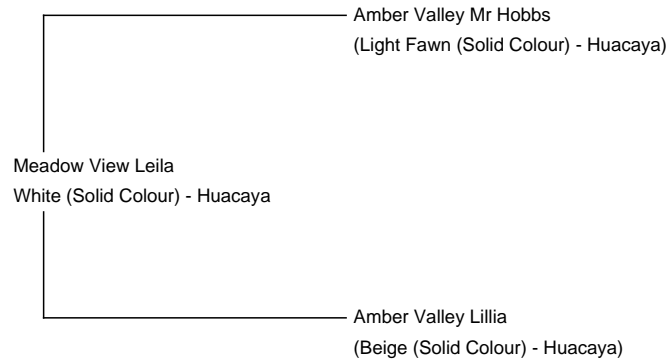 Amber Valley Mr Hobbs
(Light Fawn (Solid Colour) - Huacaya)
Meadow View Leila
White (Solid Colour) - Huacaya
Amber Valley Lillia
(Beige (Solid Colour) - Huacaya)